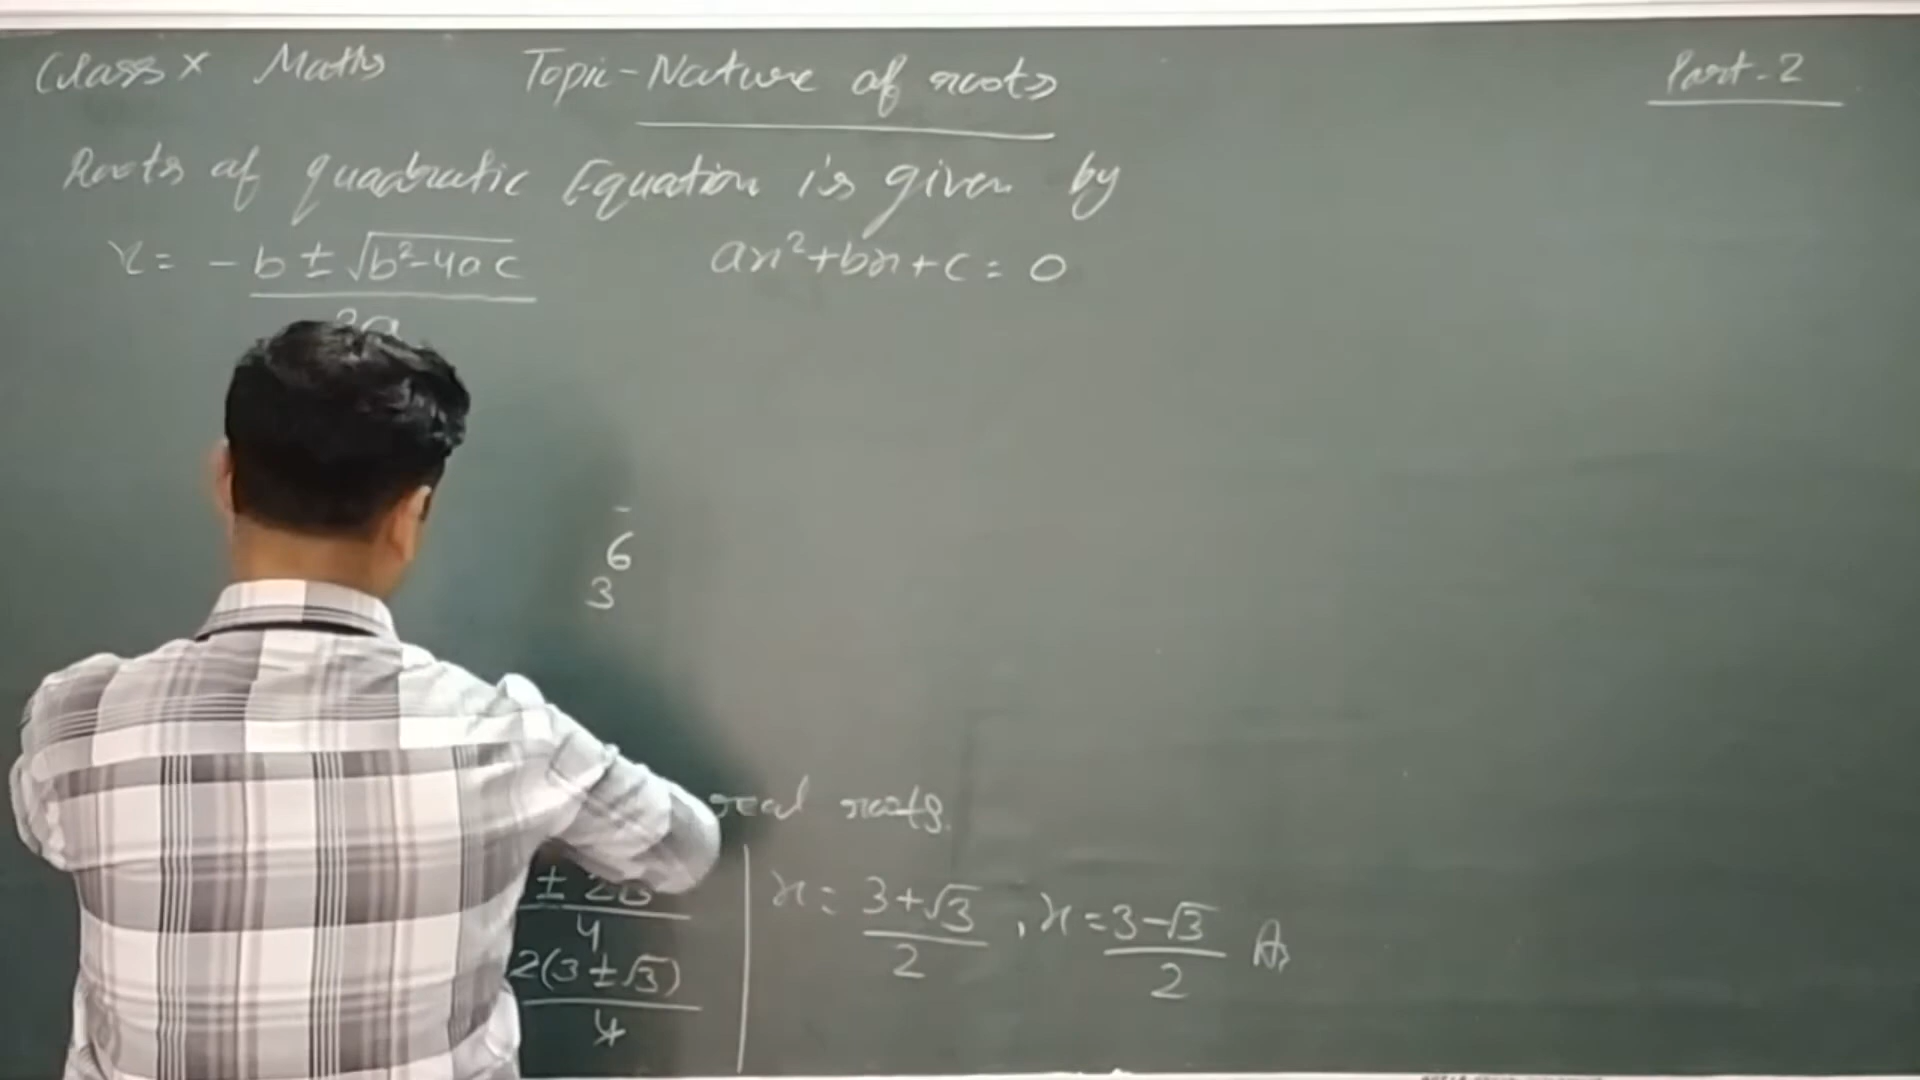 Class X Maths Topic-Nature of roots Part-2
Roots of quadratic Equation is given by
x = -b ± √b²-4ac ax²+bx+c = 0
2a
6
3
real roots.
± 2√3
4
x = 3+√3 , x = 3-√3
2 2
2(3±√3)
4